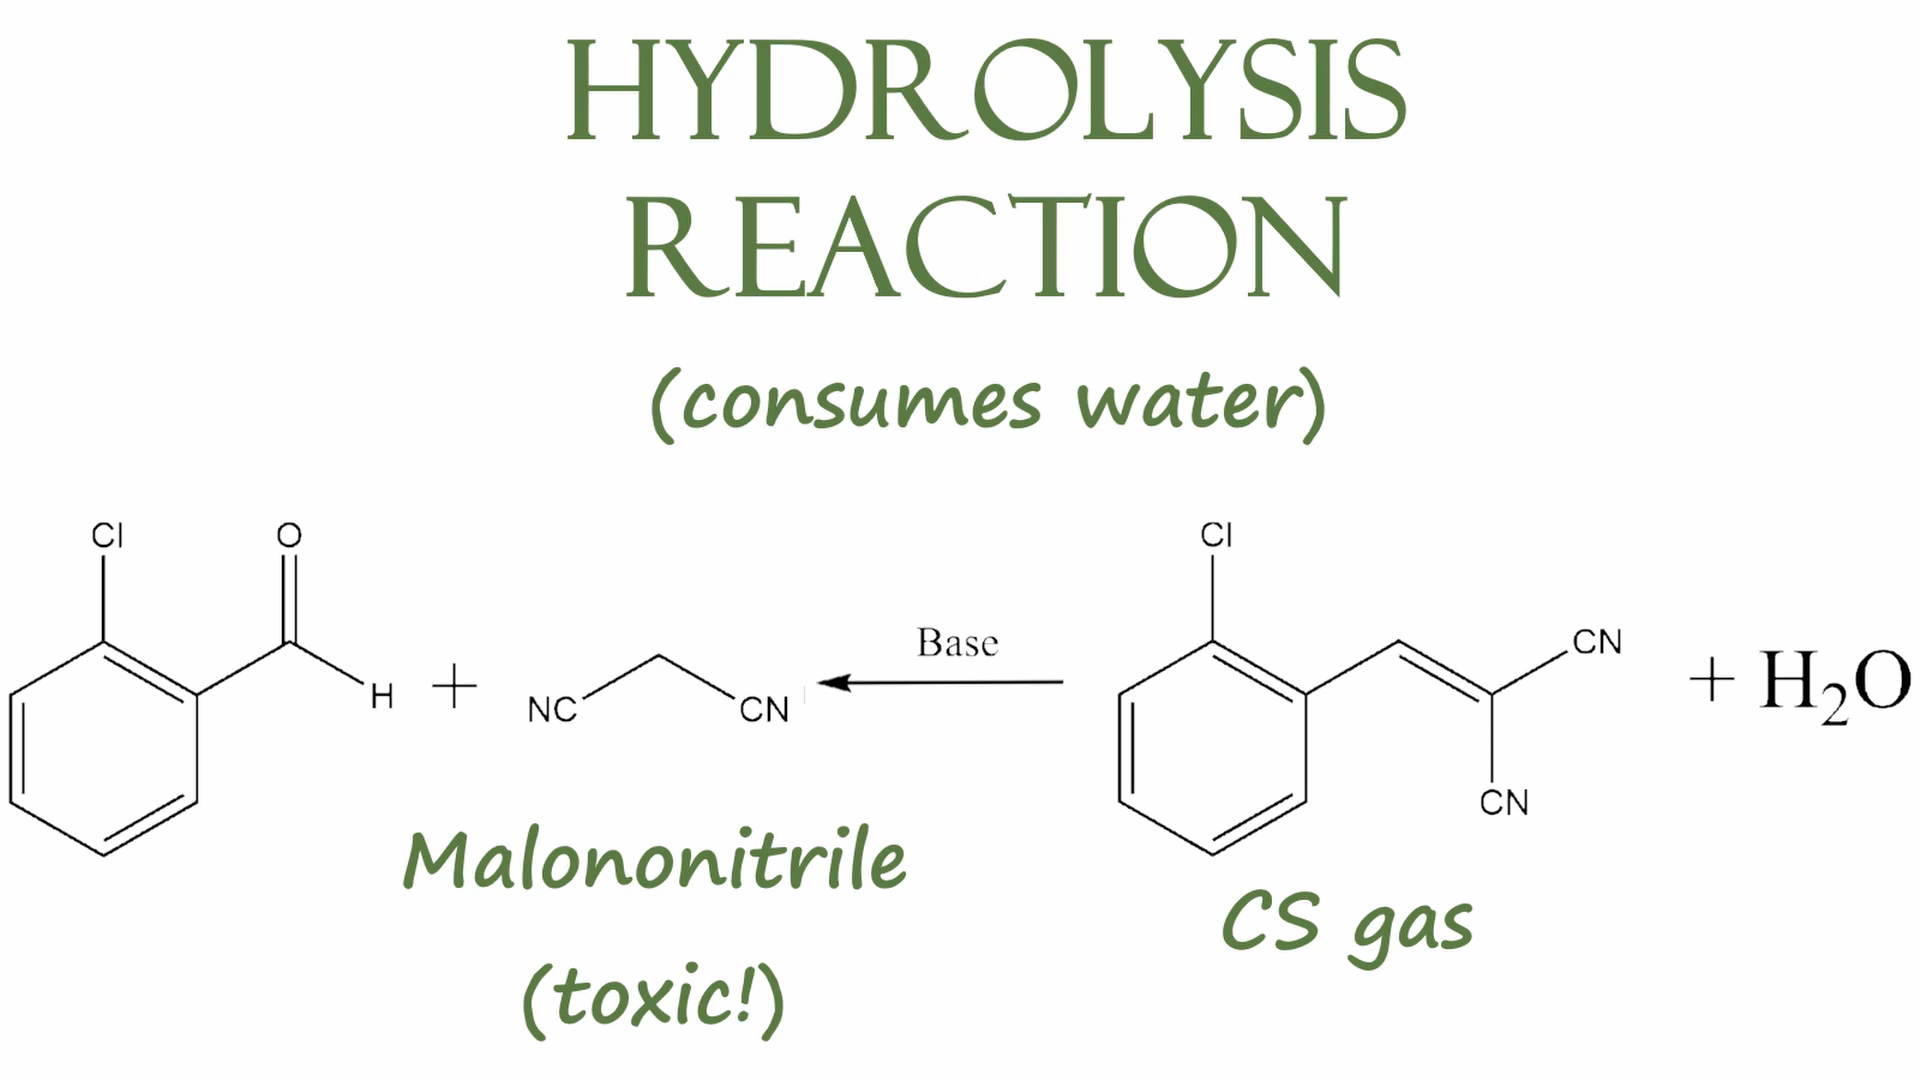 HYDROLYSIS
REACTION
(consumes water)
Cl
O
H
+
NC
CN
Base
Cl
CN
CN
+ H₂O
Malononitrile
(toxic!)
CS gas